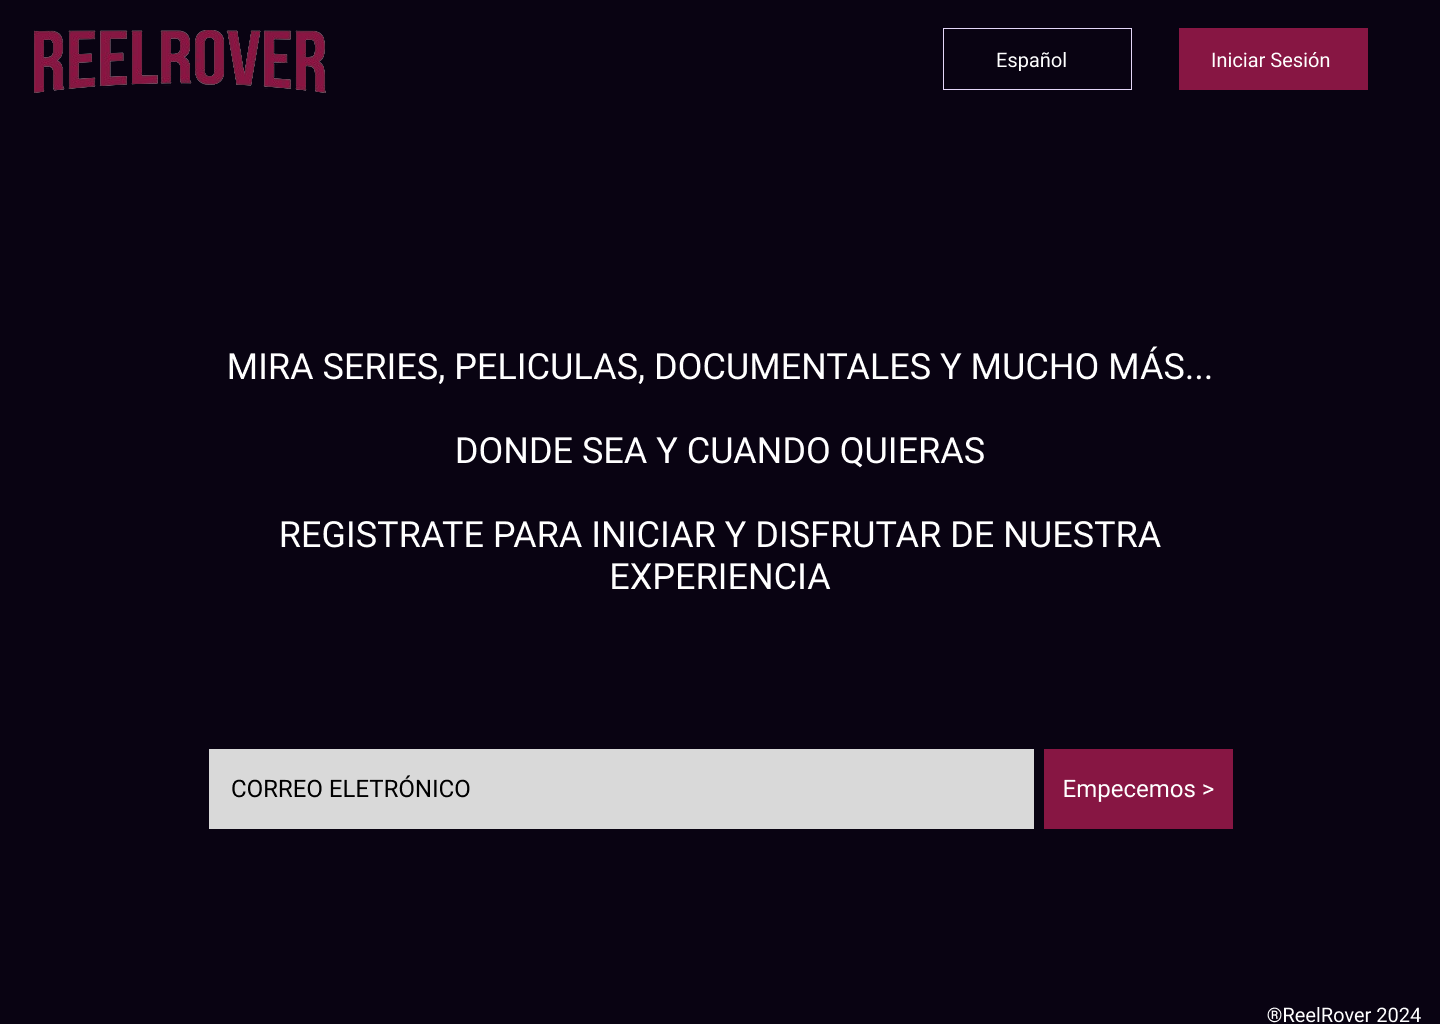 REELROVER
Español
Iniciar Sesión
MIRA SERIES, PELICULAS, DOCUMENTALES Y MUCHO MÁS...
DONDE SEA Y CUANDO QUIERAS
REGISTRATE PARA INICIAR Y DISFRUTAR DE NUESTRA
EXPERIENCIA
CORREO ELETRÓNICO
Empecemos >
®ReelRover 2024